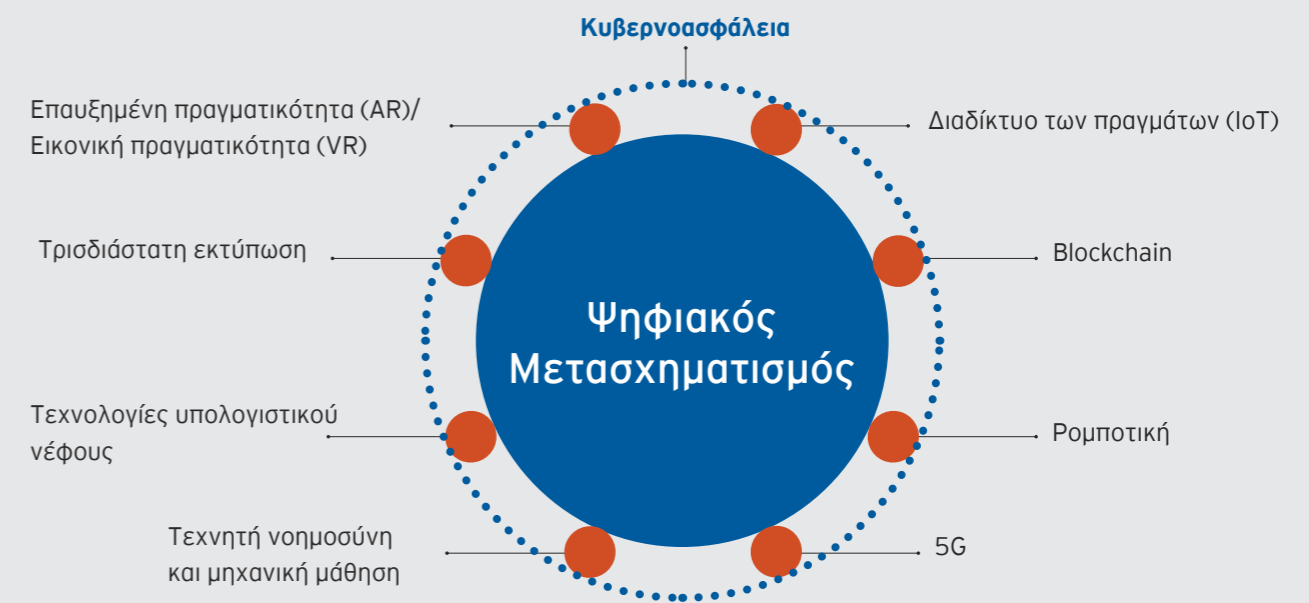 Κυβερνοασφάλεια
Επαυξημένη πραγματικότητα (AR)/
Εικονική πραγματικότητα (VR)
Διαδίκτυο των πραγμάτων (IoT)
Τρισδιάστατη εκτύπωση
Blockchain
Ψηφιακός
Μετασχηματισμός
Τεχνολογίες υπολογιστικού
νέφους
Ρομποτική
Τεχνητή νοημοσύνη
και μηχανική μάθηση
5G